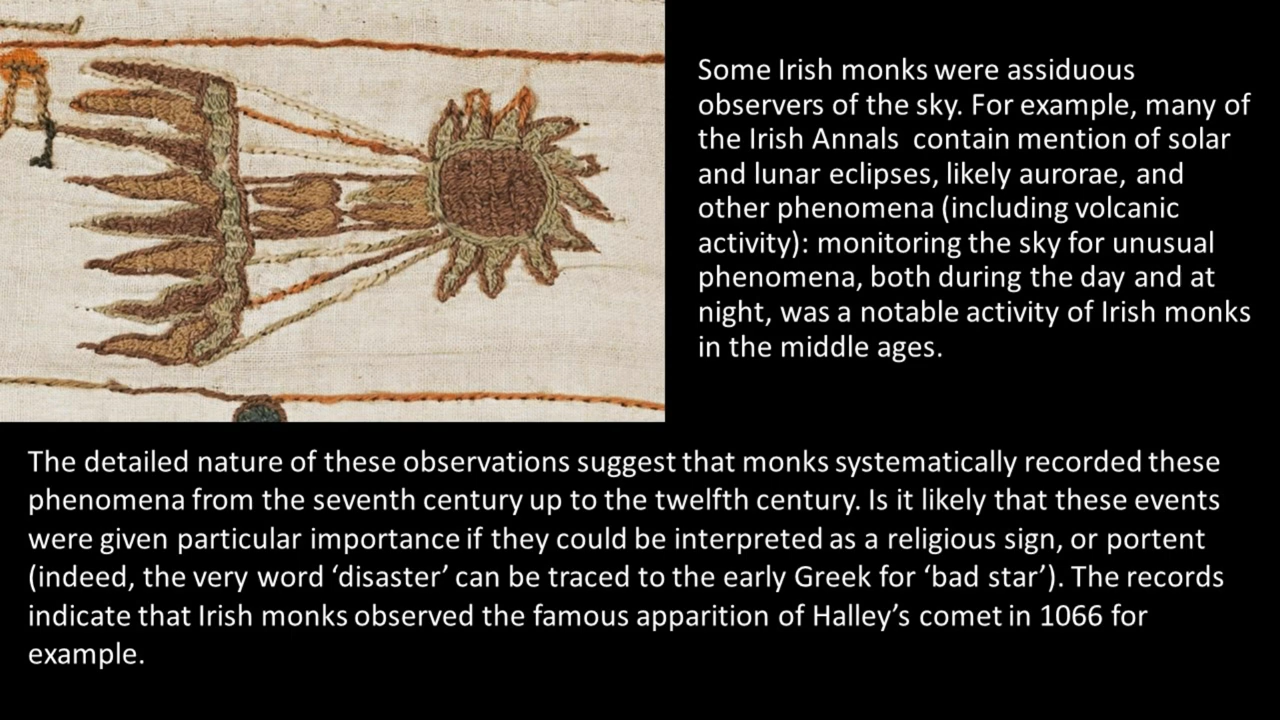 Some Irish monks were assiduous
observers of the sky. For example, many of
the Irish Annals  contain mention of solar
and lunar eclipses, likely aurorae, and
other phenomena (including volcanic
activity): monitoring the sky for unusual
phenomena, both during the day and at
night, was a notable activity of Irish monks
in the middle ages.
The detailed nature of these observations suggest that monks systematically recorded these
phenomena from the seventh century up to the twelfth century. Is it likely that these events
were given particular importance if they could be interpreted as a religious sign, or portent
(indeed, the very word ‘disaster’ can be traced to the early Greek for ‘bad star’). The records
indicate that Irish monks observed the famous apparition of Halley’s comet in 1066 for
example.